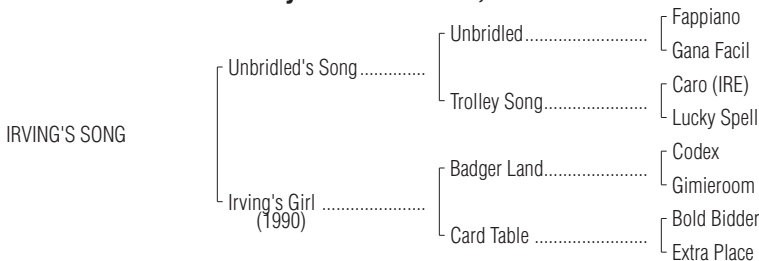 Fappiano
Unbridled
Gana Facil
Unbridled's Song
Caro (IRE)
Trolley Song
Lucky Spell
IRVING'S SONG
Codex
Badger Land
Gimieroom
Irving's Girl
(1990)
Bold Bidder
Card Table
Extra Place